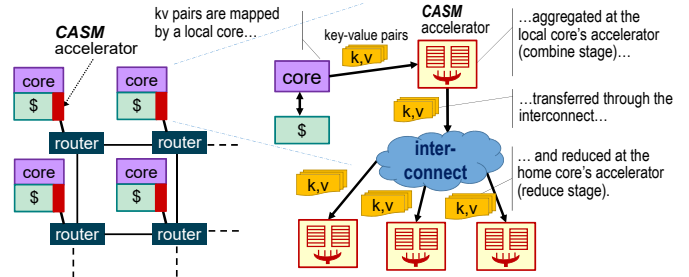 CASM
accelerator
core
$
core
$
router
router
core
$
core
$
router
router
kv pairs are mapped
by a local core…
key-value pairs
k,v
core
$
CASM
accelerator
…aggregated at the
local core's accelerator
(combine stage)…
k,v
…transferred through the
interconnect…
inter-
connect
… and reduced at the
home core's accelerator
(reduce stage).
k,v
k,v
k,v